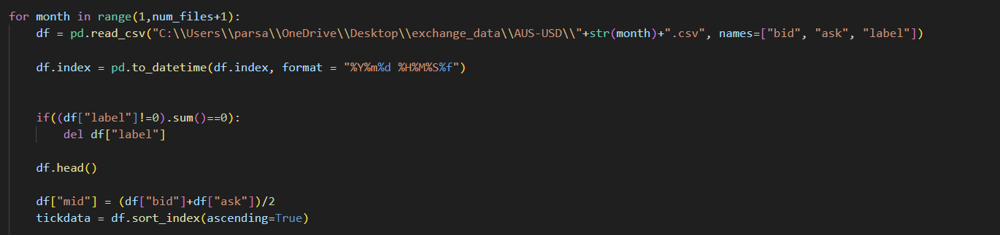 for month in range(1,num_files+1):
    df = pd.read_csv("C:\\Users\\parsa\\OneDrive\\Desktop\\exchange_data\\AUS-USD\\"+str(month)+".csv", names=["bid", "ask", "label"])
    df.index = pd.to_datetime(df.index, format = "%Y%m%d %H%M%S%f")
    if((df["label"]!=0).sum()==0):
        del df["label"]
    df.head()
    df["mid"] = (df["bid"]+df["ask"])/2
    tickdata = df.sort_index(ascending=True)